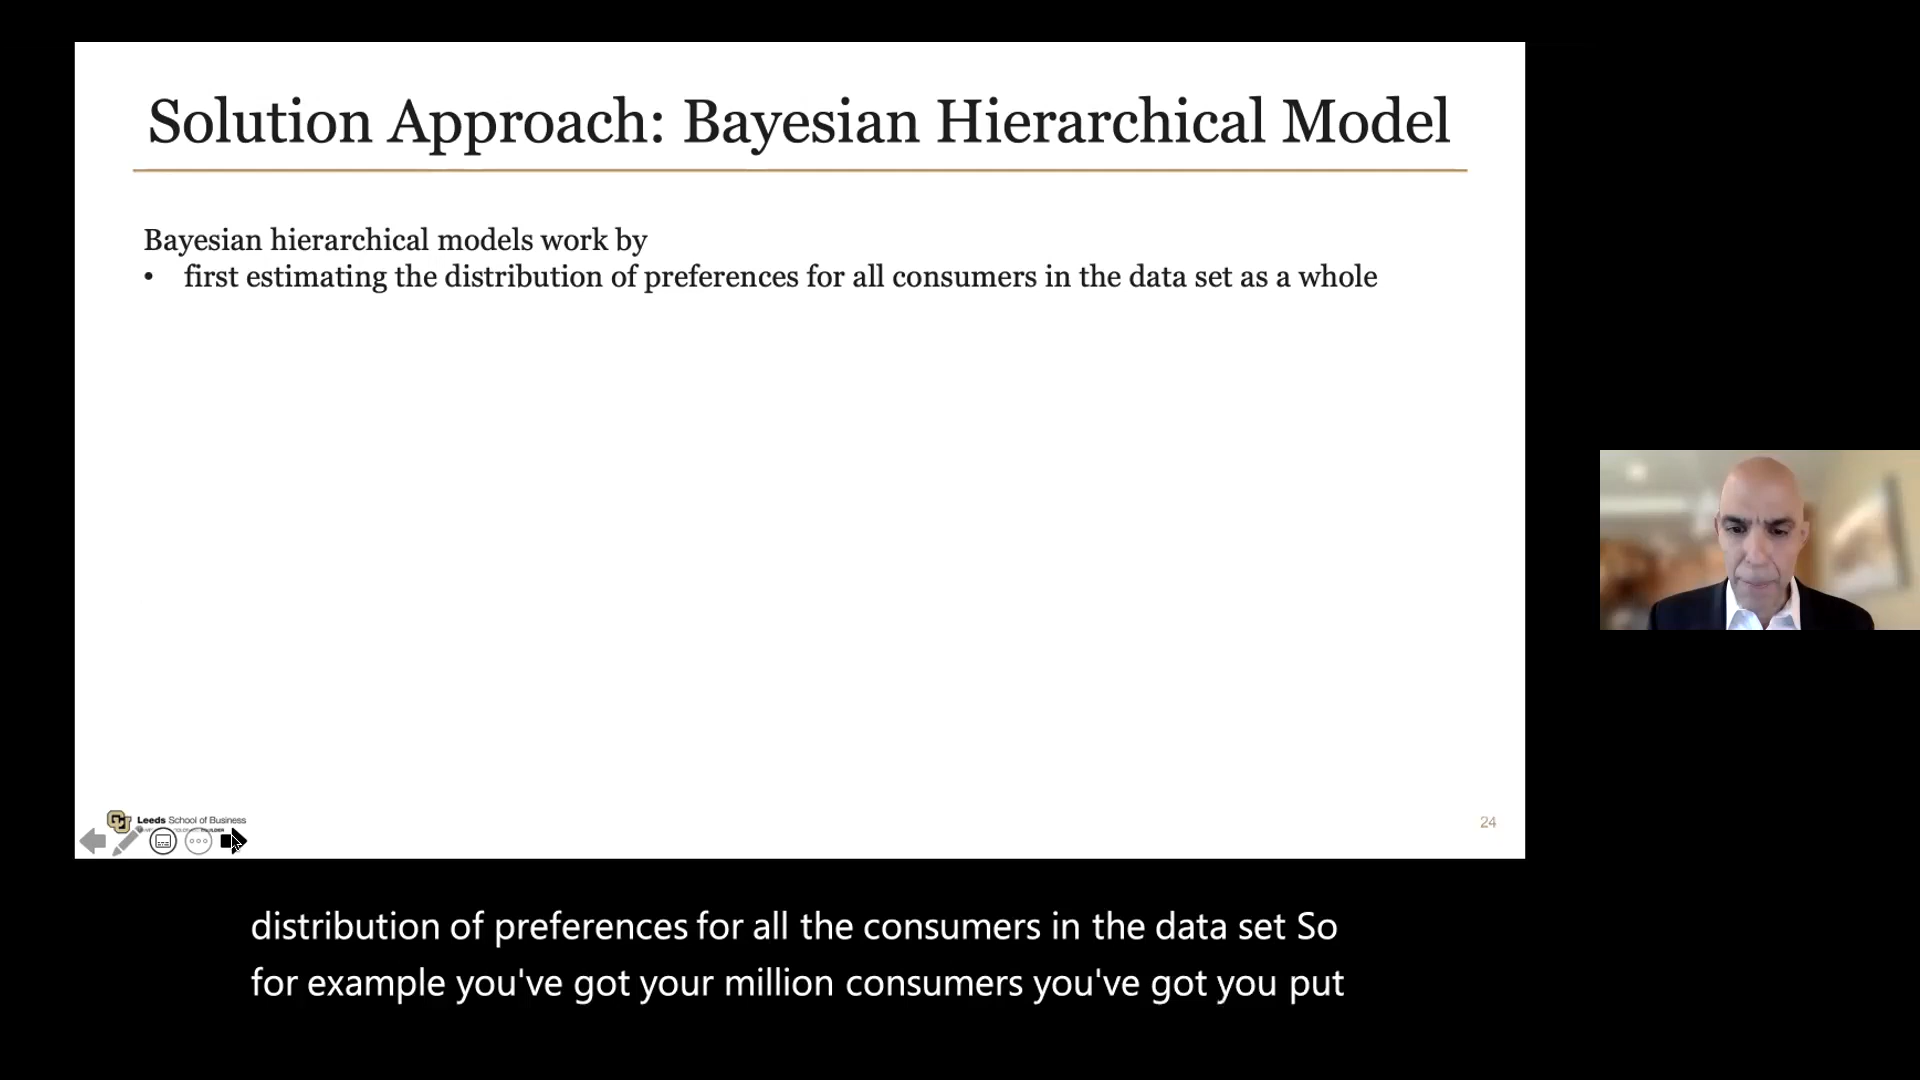 Solution Approach: Bayesian Hierarchical Model
Bayesian hierarchical models work by
• first estimating the distribution of preferences for all consumers in the data set as a whole
Leeds School of Business
24
distribution of preferences for all the consumers in the data set So
for example you've got your million consumers you've got you put